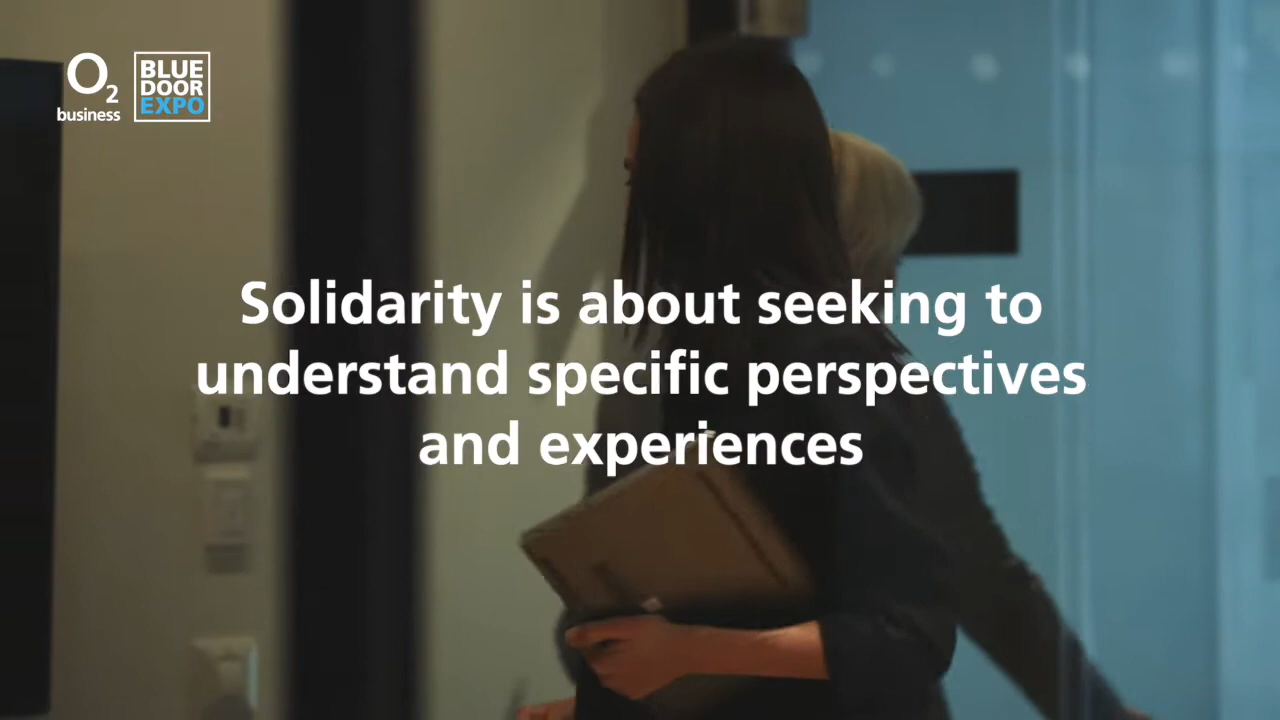 O2
business
BLUE
DOOR
EXPO
Solidarity is about seeking to
understand specific perspectives
and experiences